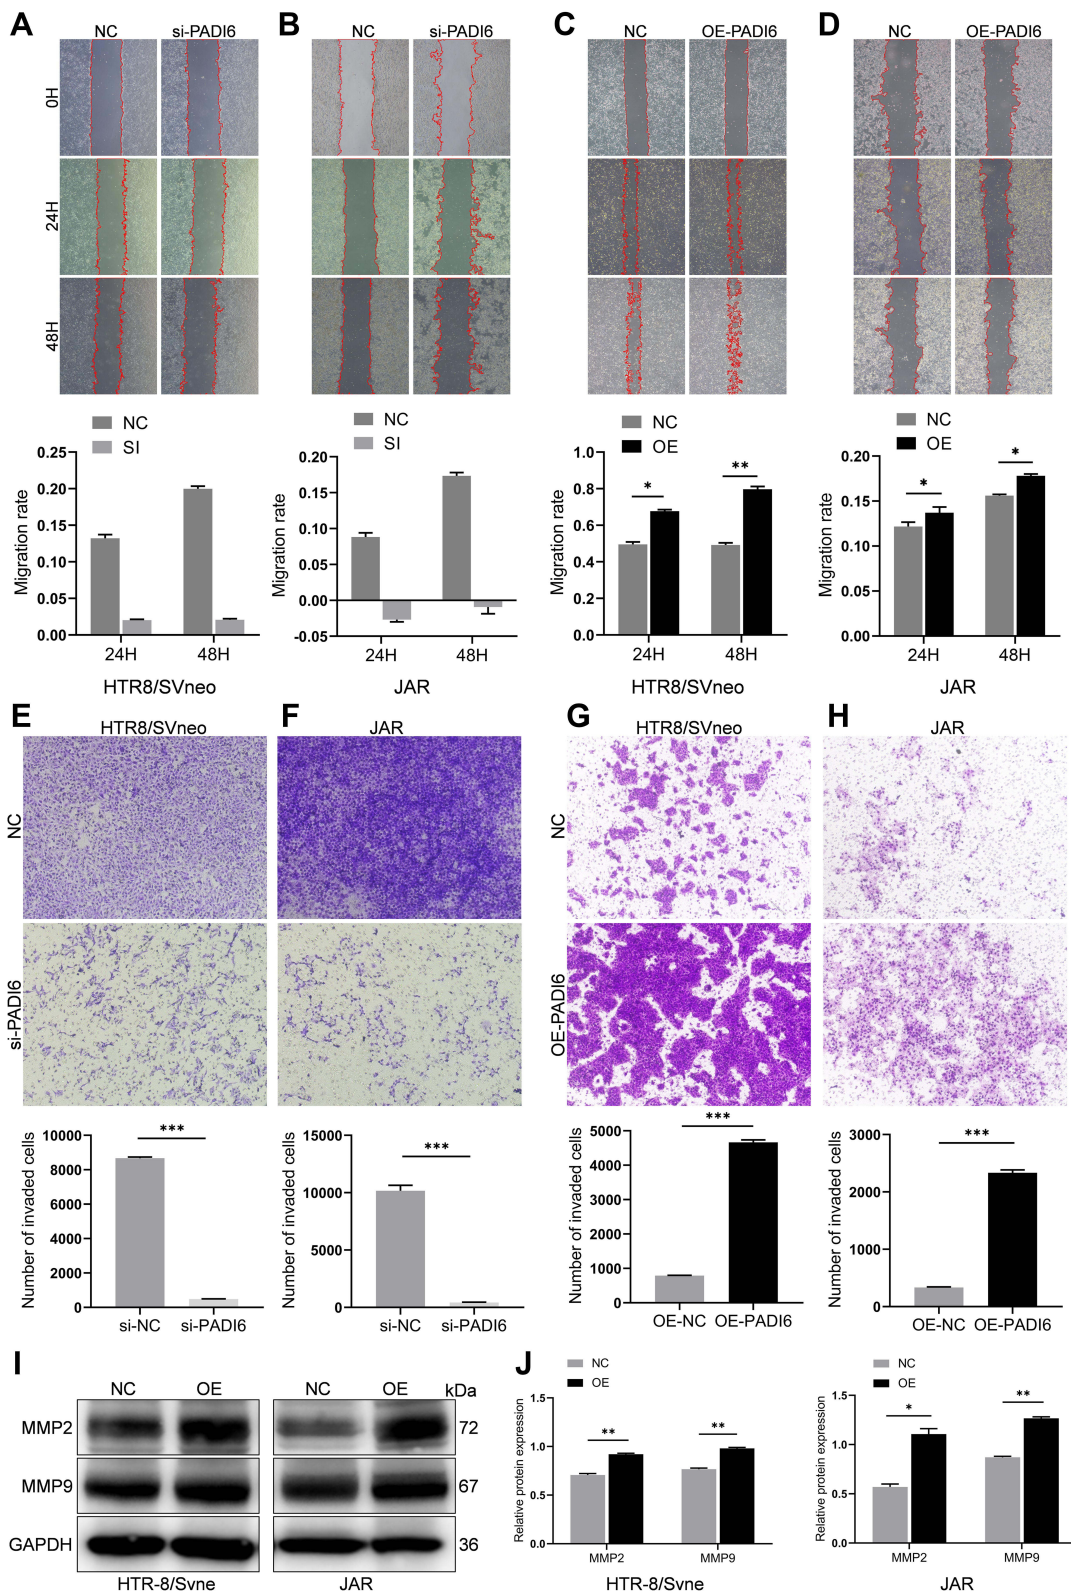 A
NC
si-PADI6
B
NC
si-PADI6
C
NC
OE-PADI6
D
NC
OE-PADI6
0H
24H
48H
NC
SI
Migration rate
0.25
0.20
0.15
0.10
0.05
0.00
24H
48H
HTR8/SVneo
NC
SI
Migration rate
0.20
0.15
0.10
0.05
0.00
-0.05
24H
48H
JAR
NC
OE
Migration rate
1.0
0.8
0.6
0.4
0.2
0.0
*
**
24H
48H
HTR8/SVneo
NC
OE
Migration rate
0.20
0.15
0.10
0.05
0.00
*
*
24H
48H
JAR
E
HTR8/SVneo
F
JAR
G
HTR8/SVneo
H
JAR
NC
si-PADI6
NC
OE-PADI6
Number of invaded cells
10000
8000
6000
4000
2000
0
***
si-NC
si-PADI6
Number of invaded cells
15000
10000
5000
0
***
si-NC
si-PADI6
Number of invaded cells
5000
4000
3000
2000
1000
0
***
OE-NC
OE-PADI6
Number of invaded cells
3000
2000
1000
0
***
OE-NC
OE-PADI6
I
NC
OE
NC
OE
kDa
MMP2
72
MMP9
67
GAPDH
36
HTR-8/Svne
JAR
J
NC
OE
Relative protein expression
1.5
1.0
0.5
0.0
**
**
MMP2
MMP9
HTR-8/Svne
NC
OE
Relative protein expression
1.5
1.0
0.5
0.0
*
**
MMP2
MMP9
JAR